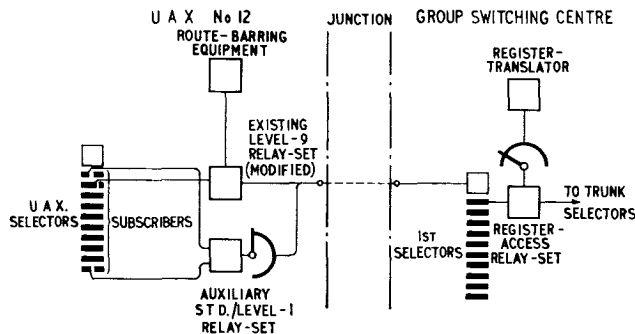 U A X No 12
ROUTE-BARRING
EQUIPMENT
JUNCTION
GROUP SWITCHING CENTRE
REGISTER-
TRANSLATOR
EXISTING
LEVEL-9
RELAY-SET
(MODIFIED)
U.A.X.
SELECTORS
SUBSCRIBERS
AUXILIARY
S T D./LEVEL-1
RELAY-SET
1ST
SELECTORS
TO TRUNK
SELECTORS
REGISTER-
ACCESS
RELAY-SET